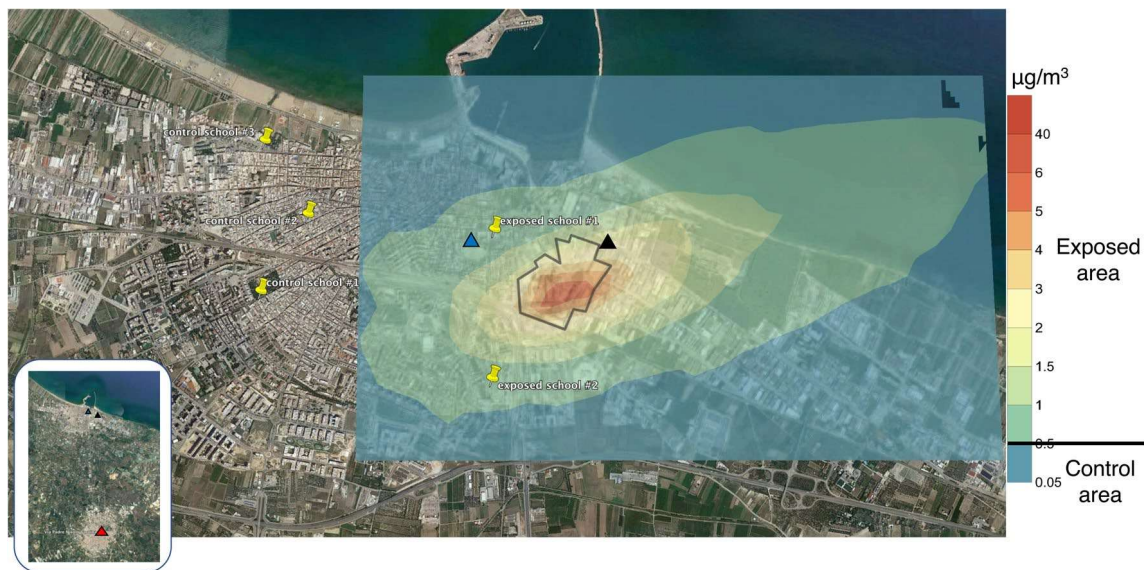 µg/m³
control school #3
40
6
control school #2
exposed school #1
5
4
Exposed
area
control school #1
3
2
1.5
exposed school #2
1
0.5
Control
area
0.05